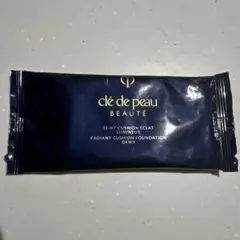 clé de peau
BEAUTÉ
TEINT CUSHION ÉCLAT
LUMINEUX
RADIANT CUSHION FOUNDATION
DEWY